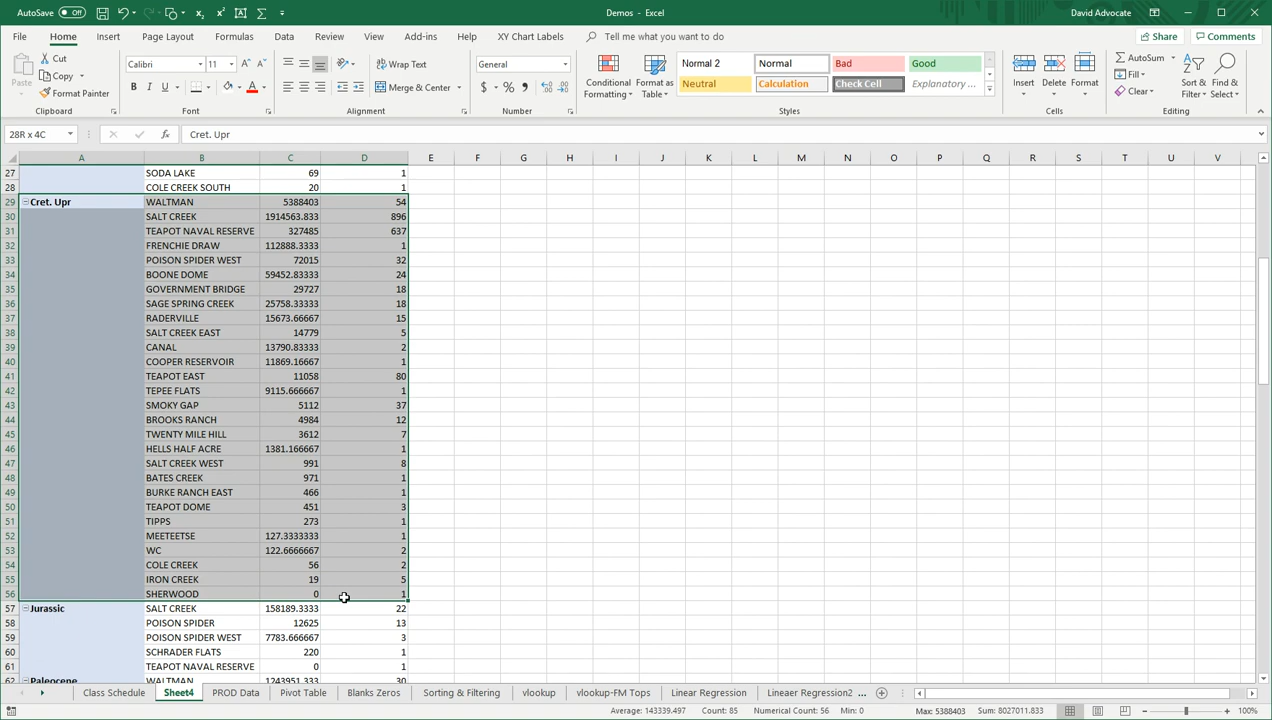 AutoSave Off Demos - Excel David Advocate
File Home Insert Page Layout Formulas Data Review View Add-ins Help XY Chart Labels Tell me what you want to do Share Comments
Paste Cut Copy Format Painter Clipboard
Calibri 11 B I U A Font
Wrap Text Merge & Center Alignment
General $ % , Number
Conditional Formatting Format as Table
Normal 2 Normal Bad Good
Neutral Calculation Check Cell Explanatory ...
Styles
Insert Delete Format Cells
AutoSum Fill Clear Sort & Filter Find & Select Editing
28R x 4C fx Cret. Upr
A B C D E F G H I J K L M N O P Q R S T U V
27 SODA LAKE 69 1
28 COLE CREEK SOUTH 20 1
29 Cret. Upr WALTMAN 5388403 54
30 SALT CREEK 1914563.833 896
31 TEAPOT NAVAL RESERVE 327485 637
32 FRENCHIE DRAW 112888.3333 1
33 POISON SPIDER WEST 72015 32
34 BOONE DOME 59452.83333 24
35 GOVERNMENT BRIDGE 29727 18
36 SAGE SPRING CREEK 25758.33333 18
37 RADERVILLE 15673.66667 15
38 SALT CREEK EAST 14779 5
39 CANAL 13790.83333 2
40 COOPER RESERVOIR 11869.16667 1
41 TEAPOT EAST 11058 80
42 TEPEE FLATS 9115.666667 1
43 SMOKY GAP 5112 37
44 BROOKS RANCH 4984 12
45 TWENTY MILE HILL 3612 7
46 HELLS HALF ACRE 1381.166667 1
47 SALT CREEK WEST 991 8
48 BATES CREEK 971 1
49 BURKE RANCH EAST 466 1
50 TEAPOT DOME 451 3
51 TIPPS 273 1
52 MEETEETSE 127.3333333 1
53 WC 122.6666667 2
54 COLE CREEK 56 2
55 IRON CREEK 19 5
56 SHERWOOD 0 1
57 Jurassic SALT CREEK 158189.3333 22
58 POISON SPIDER 12625 13
59 POISON SPIDER WEST 7783.666667 3
60 SCHRADER FLATS 220 1
61 TEAPOT NAVAL RESERVE 0 1
62 Paleocene WALTMAN 1243951.333 30
Class Schedule Sheet4 PROD Data Pivot Table Blanks Zeros Sorting & Filtering vlookup vlookup-FM Tops Linear Regression Lineaer Regression2 ...
Average: 143339.497 Count: 85 Numerical Count: 56 Min: 0 Max: 5388403 Sum: 8027011.833 100%